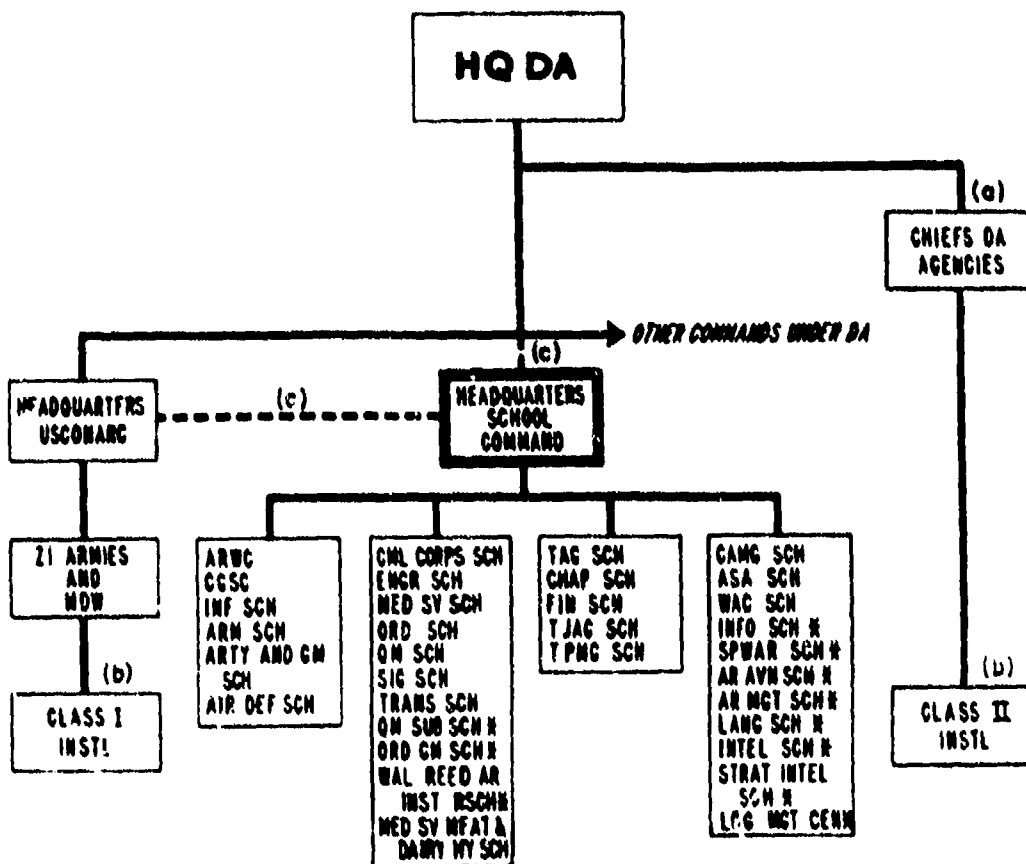 HQ DA
(a)
CHIEFS DA
AGENCIES
OTHER COMMANDS UNDER DA
(c)
HEADQUARTERS
USCONARC
(c)
HEADQUARTERS
SCHOOL
COMMAND
ZI ARMIES
AND
MDW
(b)
CLASS I
INSTL
ARWC
CGSC
INF SCH
ARM SCH
ARTY AND GM
SCH
AIR DEF SCH
CML CORPS SCH
ENGR SCH
MED SV SCH
ORD SCH
QM SCH
SIG SCH
TRANS SCH
QM SUB SCH *
ORD GM SCH *
WAL REED AR
INST RSCH *
MED SV MEAT &
DAIRY HY SCH
TAG SCH
CHAP SCH
FIN SCH
TJAG SCH
TPMG SCH
CAMG SCH
ASA SCH
WAC SCH
INFO SCH *
SPWAR SCH *
AR AVN SCH *
AR MGT SCH *
LANG SCH *
INTEL SCH *
STRAT INTEL
SCH *
LOG MGT CEN *
(b)
CLASS II
INSTL